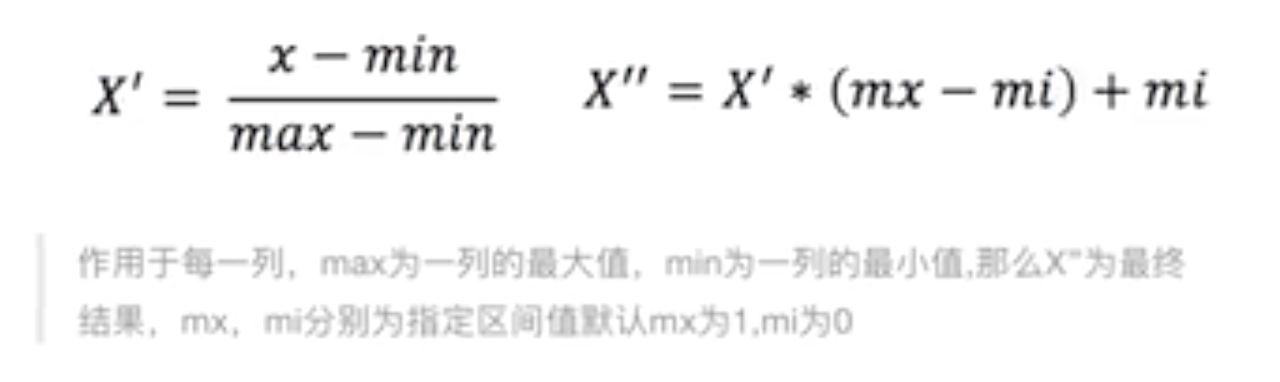 X' = \frac{x - min}{max - min}    X'' = X' * (mx - mi) + mi
作用于每一列，max为一列的最大值，min为一列的最小值,那么X''为最终
结果，mx，mi分别为指定区间值默认mx为1,mi为0